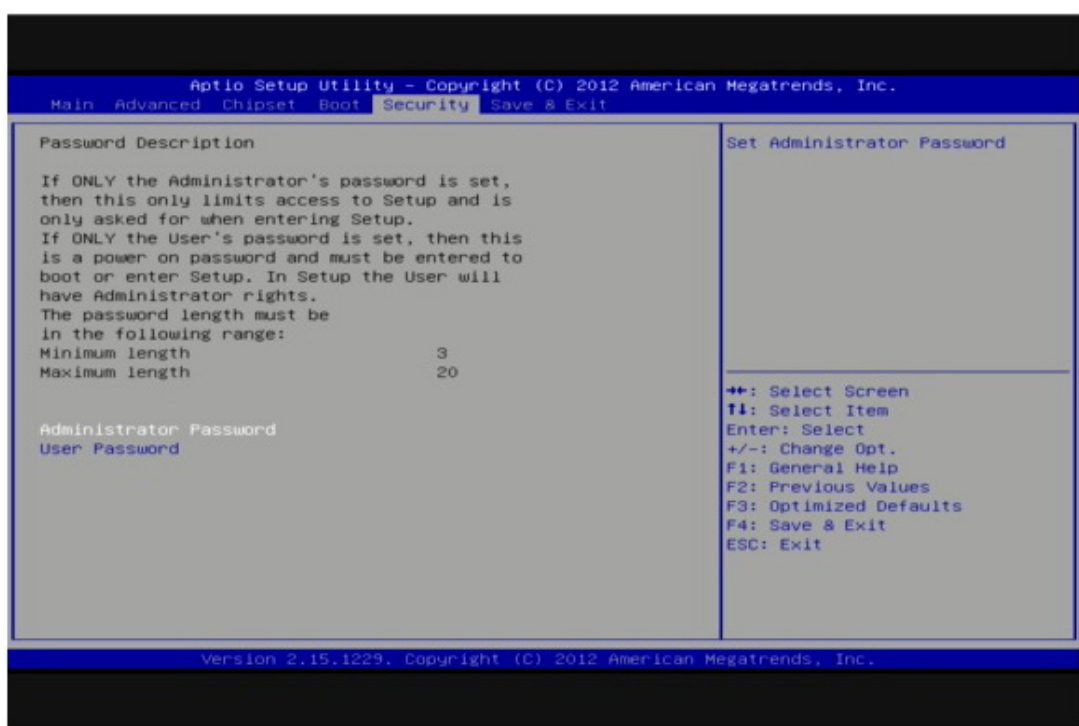 Aptio Setup Utility – Copyright (C) 2012 American Megatrends, Inc.
Main Advanced Chipset Boot Security Save & Exit
Password Description
If ONLY the Administrator's password is set,
then this only limits access to Setup and is
only asked for when entering Setup.
If ONLY the User's password is set, then this
is a power on password and must be entered to
boot or enter Setup. In Setup the User will
have Administrator rights.
The password length must be
in the following range:
Minimum length 3
Maximum length 20
Administrator Password
User Password
Set Administrator Password
→←: Select Screen
↑↓: Select Item
Enter: Select
+/-: Change Opt.
F1: General Help
F2: Previous Values
F3: Optimized Defaults
F4: Save & Exit
ESC: Exit
Version 2.15.1229. Copyright (C) 2012 American Megatrends, Inc.